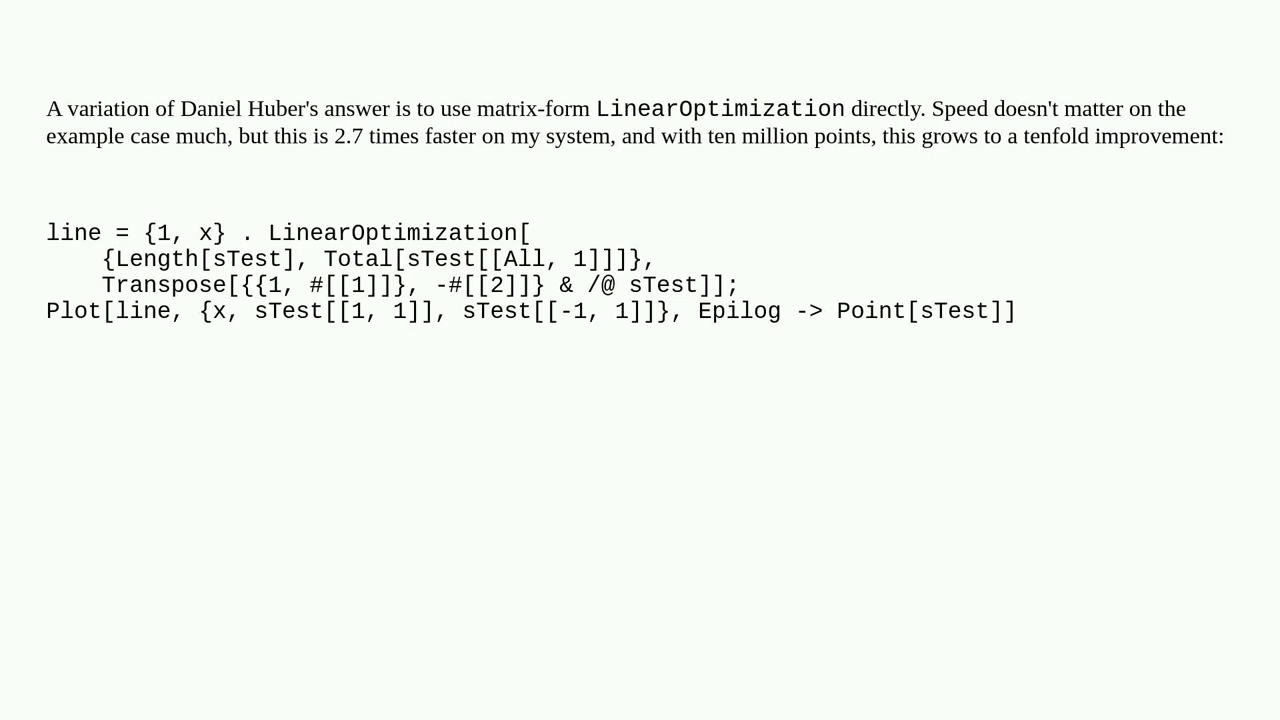 A variation of Daniel Huber's answer is to use matrix-form LinearOptimization directly. Speed doesn't matter on the
example case much, but this is 2.7 times faster on my system, and with ten million points, this grows to a tenfold improvement:
line = {1, x} . LinearOptimization[
    {Length[sTest], Total[sTest[[All, 1]]]},
    Transpose[{{1, #[[1]]}, -#[[2]]} & /@ sTest]];
Plot[line, {x, sTest[[1, 1]], sTest[[-1, 1]]}, Epilog -> Point[sTest]]